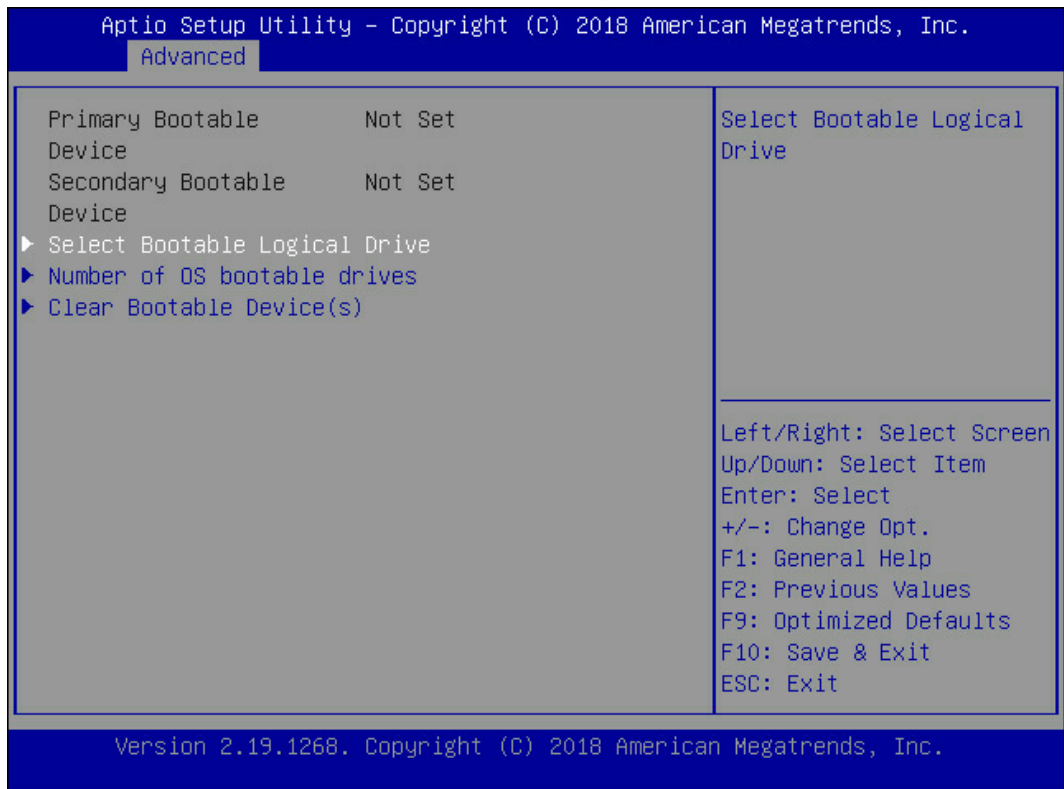 Aptio Setup Utility – Copyright (C) 2018 American Megatrends, Inc.
Advanced
Primary Bootable Not Set
Device
Secondary Bootable Not Set
Device
Select Bootable Logical Drive
Number of OS bootable drives
Clear Bootable Device(s)
Select Bootable Logical
Drive
Left/Right: Select Screen
Up/Down: Select Item
Enter: Select
+/-: Change Opt.
F1: General Help
F2: Previous Values
F9: Optimized Defaults
F10: Save & Exit
ESC: Exit
Version 2.19.1268. Copyright (C) 2018 American Megatrends, Inc.